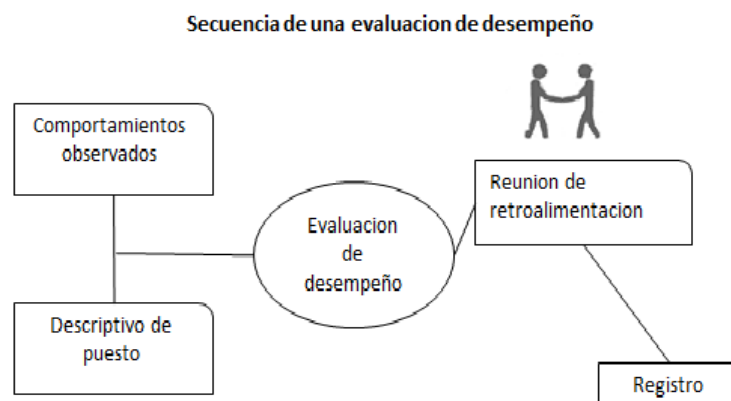 Secuencia de una evaluacion de desempeño
Comportamientos
observados
Reunion de
retroalimentacion
Evaluacion
de
desempeño
Descriptivo de
puesto
Registro